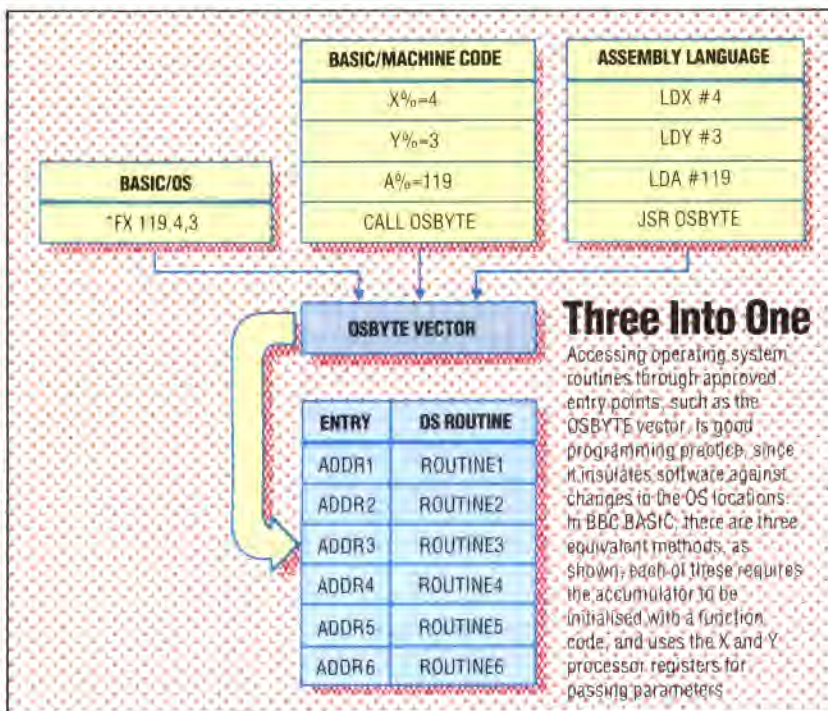 BASIC/MACHINE CODE
X%=4
Y%=3
A%=119
CALL OSBYTE
ASSEMBLY LANGUAGE
LDX #4
LDY #3
LDA #119
JSR OSBYTE
BASIC/OS
*FX 119,4,3
OSBYTE VECTOR
ENTRY OS ROUTINE
ADDR1 ROUTINE1
ADDR2 ROUTINE2
ADDR3 ROUTINE3
ADDR4 ROUTINE4
ADDR5 ROUTINE5
ADDR6 ROUTINE6
Three Into One
Accessing operating system
routines through approved
entry points, such as the
OSBYTE vector, is good
programming practice, since
it insulates software against
changes in the OS locations.
In BBC BASIC, there are three
equivalent methods, as
shown; each of these requires
the accumulator to be
initialised with a function
code, and uses the X and Y
processor registers for
passing parameters